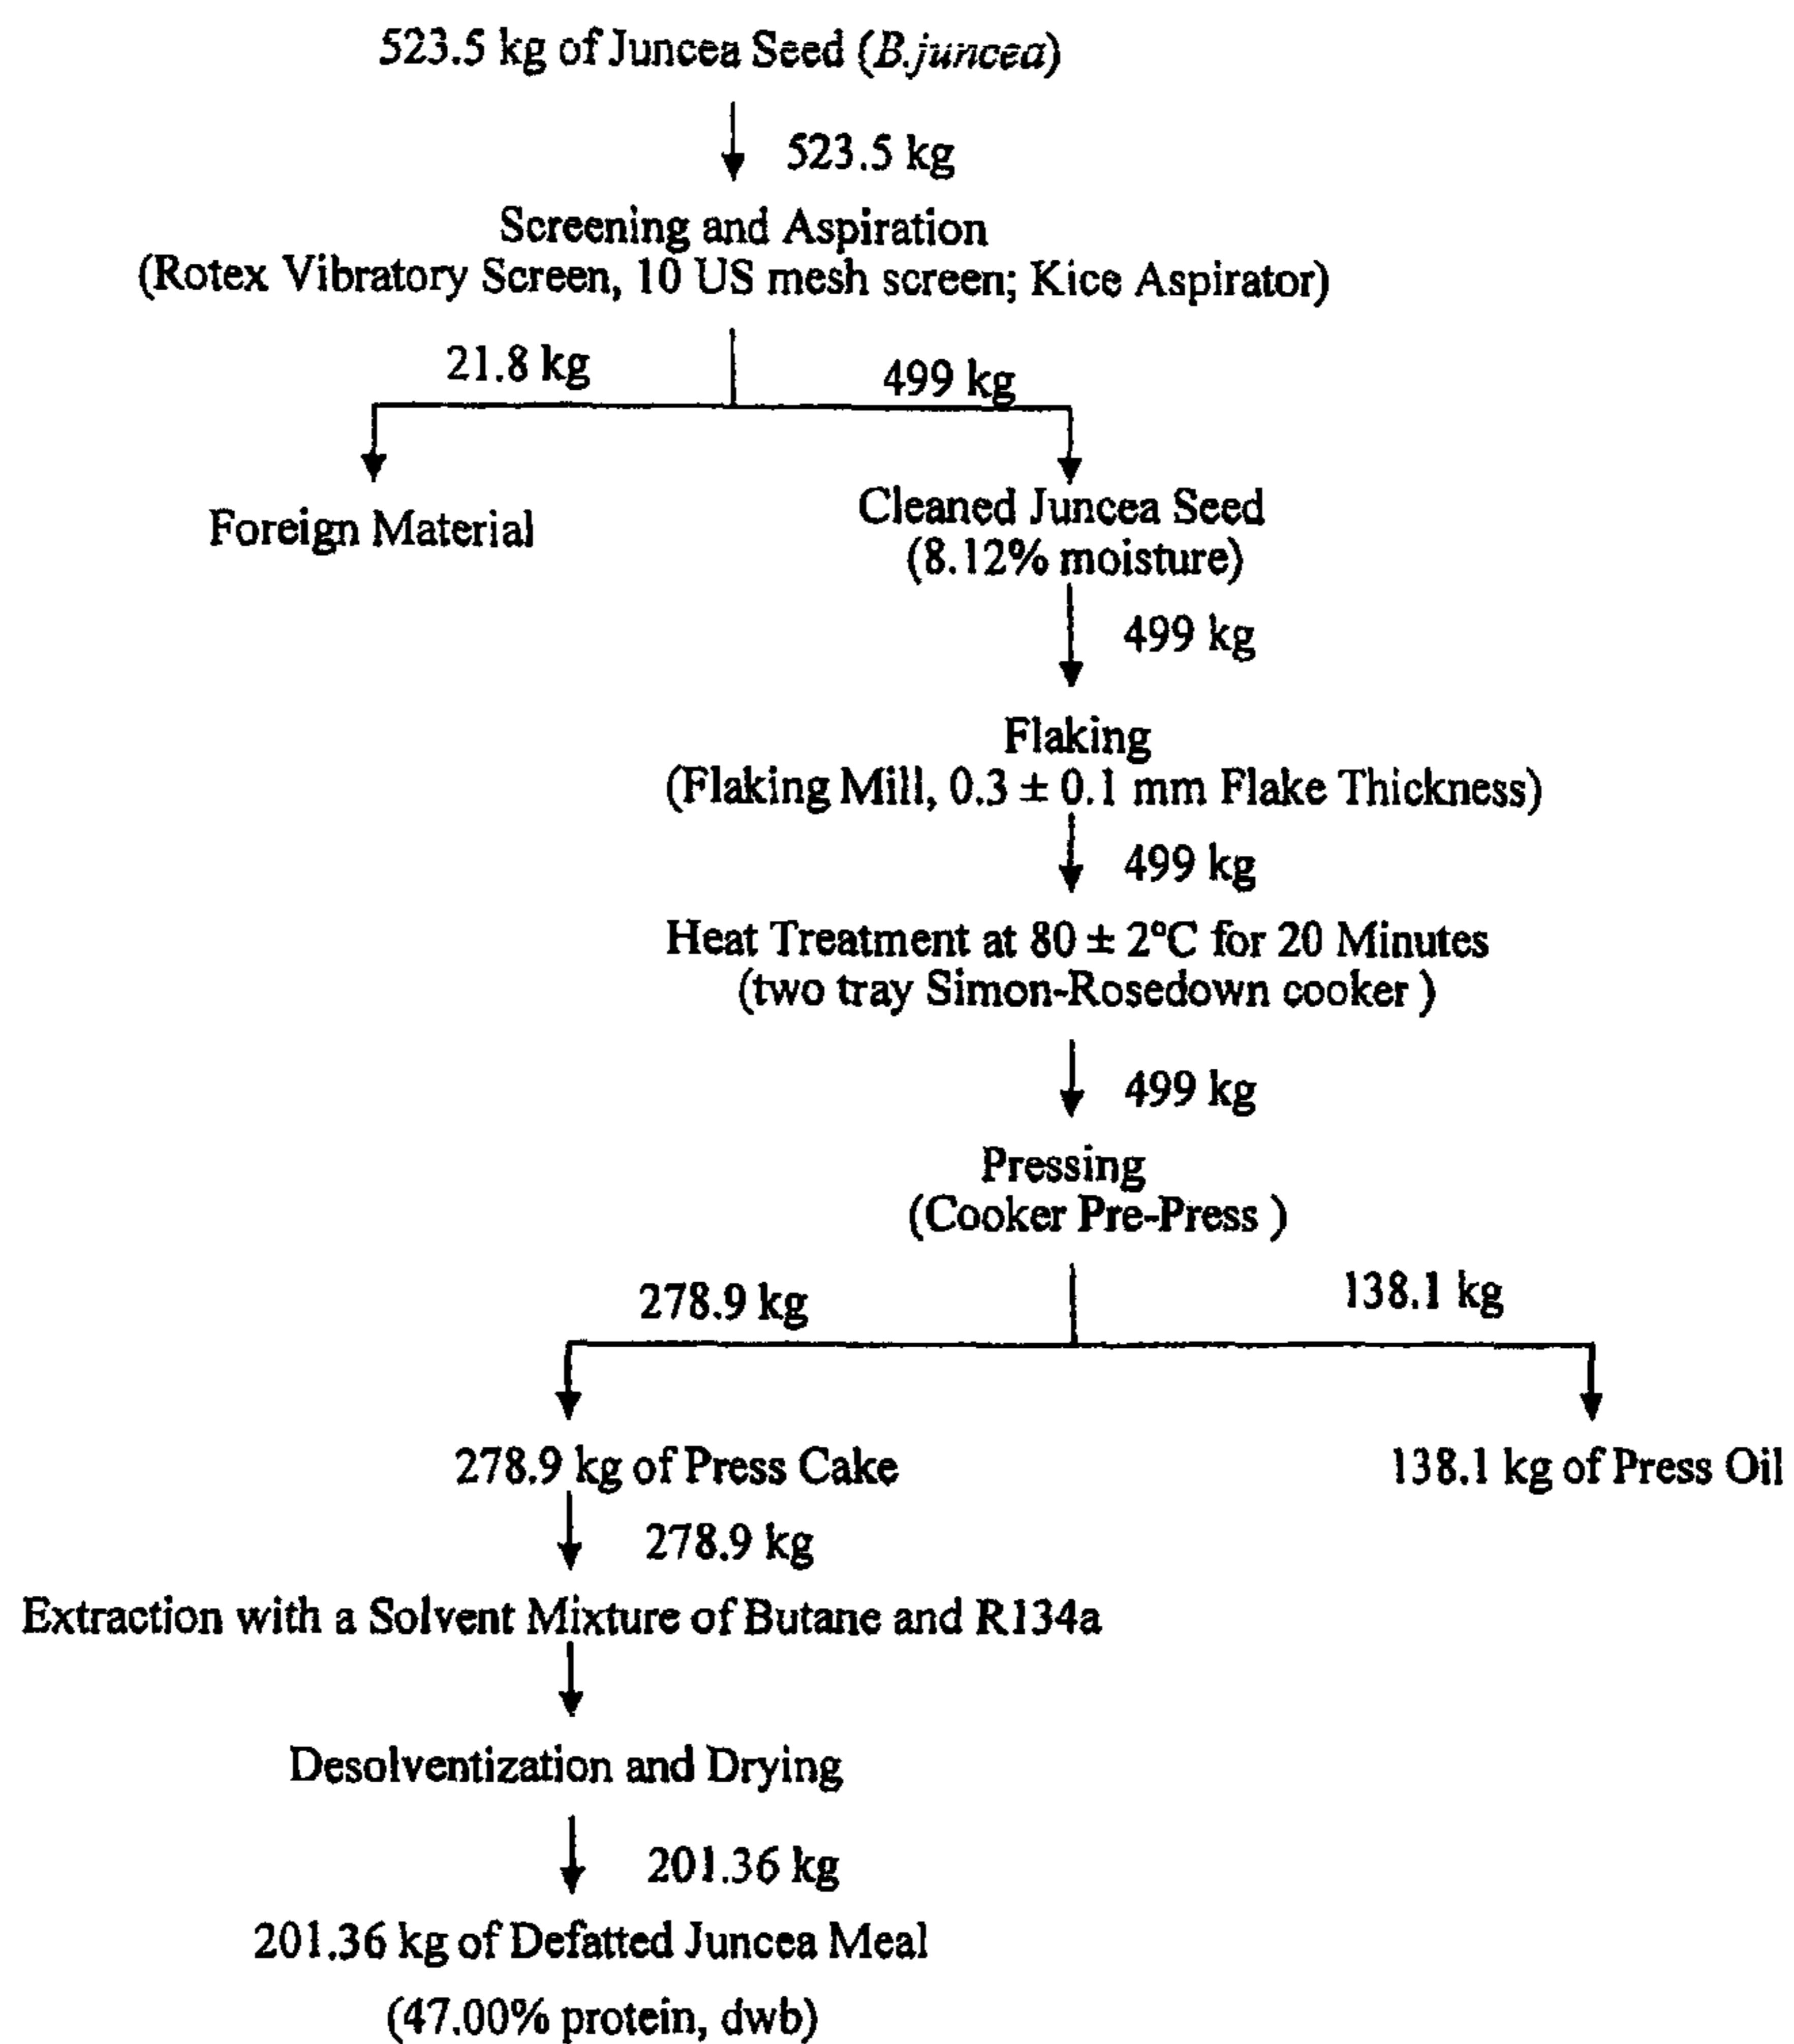 523.5 kg of Juncea Seed (B.juncea)
523.5 kg
Screening and Aspiration
(Rotex Vibratory Screen, 10 US mesh screen; Kice Aspirator)
21.8 kg
499 kg
Foreign Material
Cleaned Juncea Seed
(8.12% moisture)
499 kg
Flaking
(Flaking Mill, 0.3 ± 0.1 mm Flake Thickness)
499 kg
Heat Treatment at 80 ± 2ºC for 20 Minutes
(two tray Simon-Rosedown cooker )
499 kg
Pressing
(Cooker Pre-Press )
278.9 kg
138.1 kg
278.9 kg of Press Cake
138.1 kg of Press Oil
278.9 kg
Extraction with a Solvent Mixture of Butane and R134a
Desolventization and Drying
201.36 kg
201.36 kg of Defatted Juncea Meal
(47.00% protein, dwb)